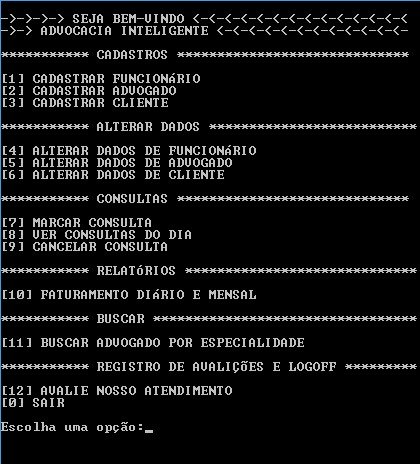 ->->->-> SEJA BEM-VINDO <-<-<-<-<-<-<-<-<-<-<-<-<-
->-> ADVOCACIA INTELIGENTE <-<-<-<-<-<-<-<-<-<-<-<-
*********** CADASTROS *****************************
[1] CADASTRAR FUNCIONáRIO
[2] CADASTRAR ADVOGADO
[3] CADASTRAR CLIENTE
*********** ALTERAR DADOS *************************
[4] ALTERAR DADOS DE FUNCIONáRIO
[5] ALTERAR DADOS DE ADVOGADO
[6] ALTERAR DADOS DE CLIENTE
*********** CONSULTAS *****************************
[7] MARCAR CONSULTA
[8] VER CONSULTAS DO DIA
[9] CANCELAR CONSULTA
*********** RELATóRIOS ****************************
[10] FATURAMENTO DIáRIO E MENSAL
*********** BUSCAR ********************************
[11] BUSCAR ADVOGADO POR ESPECIALIDADE
*********** REGISTRO DE AVALIÇõES E LOGOFF *********
[12] AVALIE NOSSO ATENDIMENTO
[0] SAIR
Escolha uma opção:_